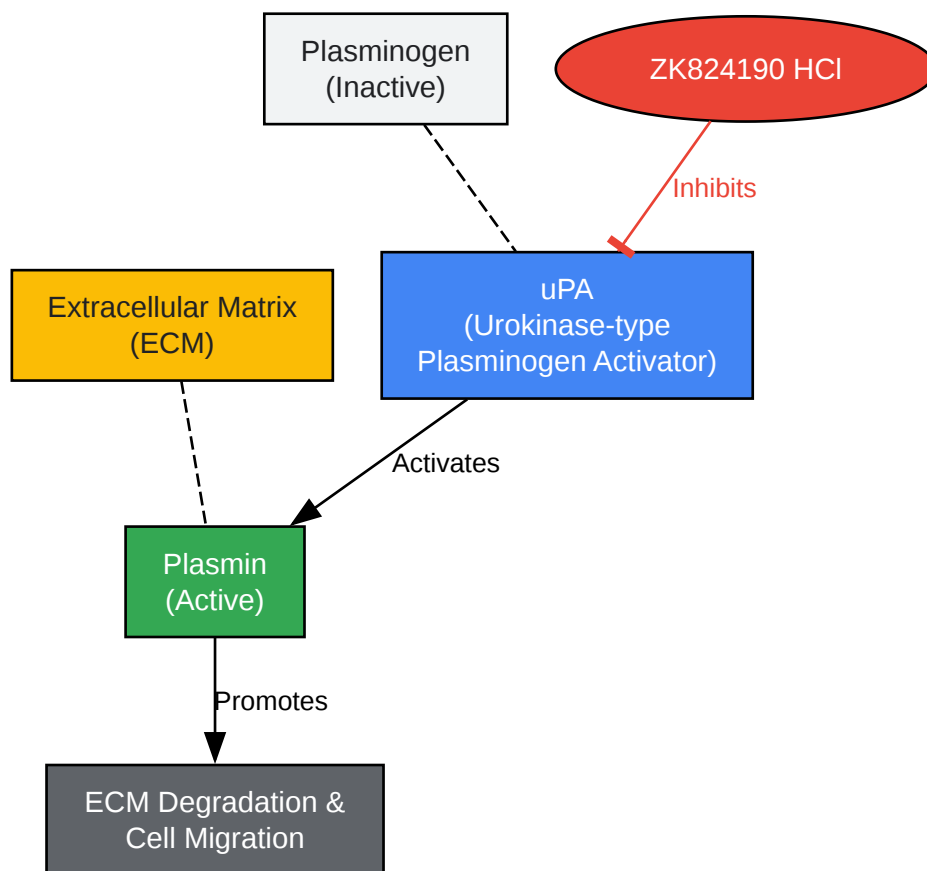 Plasminogen
(Inactive)
ZK824190 HCl
Inhibits
uPA
(Urokinase-type
Plasminogen Activator)
Extracellular Matrix
(ECM)
Activates
Plasmin
(Active)
Promotes
ECM Degradation &
Cell Migration